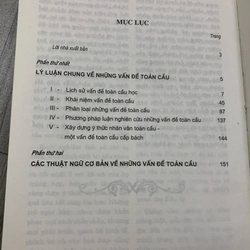 MỤC LỤC
Trang
Lời nhà xuất bản 3
Phần thứ nhất
LÝ LUẬN CHUNG VỀ NHỮNG VẤN ĐỀ TOÀN CẦU 5
I - Lịch sử vấn đề toàn cầu học 7
II - Khái niệm vấn đề toàn cầu 40
III - Phân loại những vấn đề toàn cầu 87
IV - Phương pháp luận nghiên cứu những vấn đề toàn cầu 137
V - Xây dựng ý thức nhân văn toàn cầu -
một vấn đề toàn cầu cấp bách 144
Phần thứ hai
CÁC THUẬT NGỮ CƠ BẢN VỀ NHỮNG VẤN ĐỀ TOÀN CẦU 151